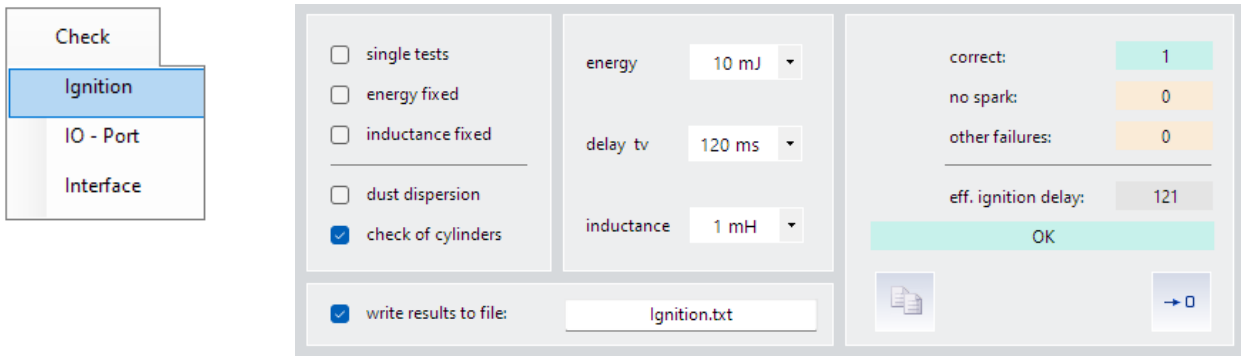 Check
Ignition
IO - Port
Interface
single tests
energy fixed
inductance fixed
dust dispersion
check of cylinders
energy 10 mJ
delay tv 120 ms
inductance 1 mH
write results to file: Ignition.txt
correct: 1
no spark: 0
other failures: 0
eff. ignition delay: 121
OK
→ 0